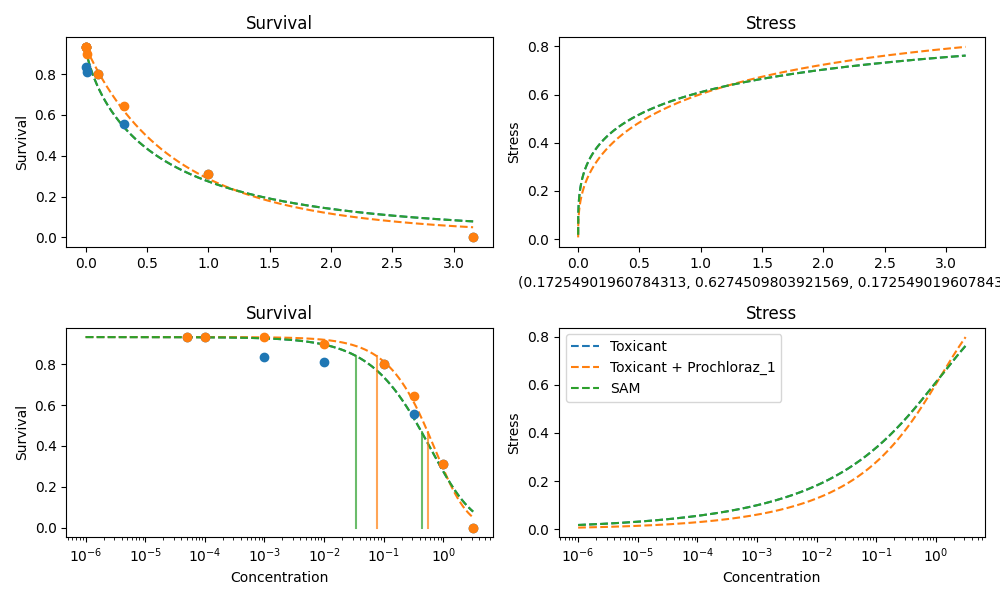 Survival
Stress
Survival
0.0
0.2
0.4
0.6
0.8
0.0 0.5 1.0 1.5 2.0 2.5 3.0
Stress
0.0
0.2
0.4
0.6
0.8
0.0 0.5 1.0 1.5 2.0 2.5 3.0
(0.17254901960784313, 0.6274509803921569, 0.1725490196078431
Survival
Stress
Survival
0.0
0.2
0.4
0.6
0.8
10⁻⁶ 10⁻⁵ 10⁻⁴ 10⁻³ 10⁻² 10⁻¹ 10⁰
Concentration
Stress
0.0
0.2
0.4
0.6
0.8
Toxicant
Toxicant + Prochloraz_1
SAM
10⁻⁶ 10⁻⁵ 10⁻⁴ 10⁻³ 10⁻² 10⁻¹ 10⁰
Concentration